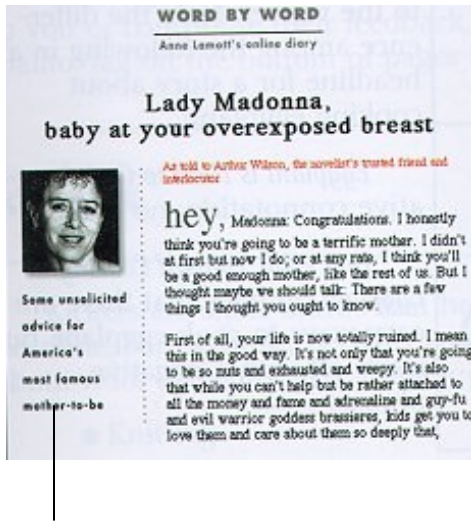 WORD BY WORD
Anne Lamott's online diary
Lady Madonna,
baby at your overexposed breast
As told to Arthur Wilson, the novelist's trusted friend and
interlocutor
hey, Madonna: Congratulations. I honestly
think you're going to be a terrific mother. I didn't
at first but now I do; or at any rate, I think you'll
be a good enough mother, like the rest of us. But I
thought maybe we should talk: There are a few
things I thought you ought to know.
First of all, your life is now totally ruined. I mean
this in the good way. It's not only that you're going
to be so nuts and exhausted and weepy. It's also
that while you can't help but be rather attached to
all the money and fame and adrenaline and guy-fu
and evil warrior goddess brassieres, kids get you to
love them and care about them so deeply that,
Some unsolicited
advice for
America's
most famous
mother-to-be